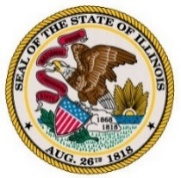 SEAL OF THE STATE OF ILLINOIS
1868
1818
AUG. 26TH 1818